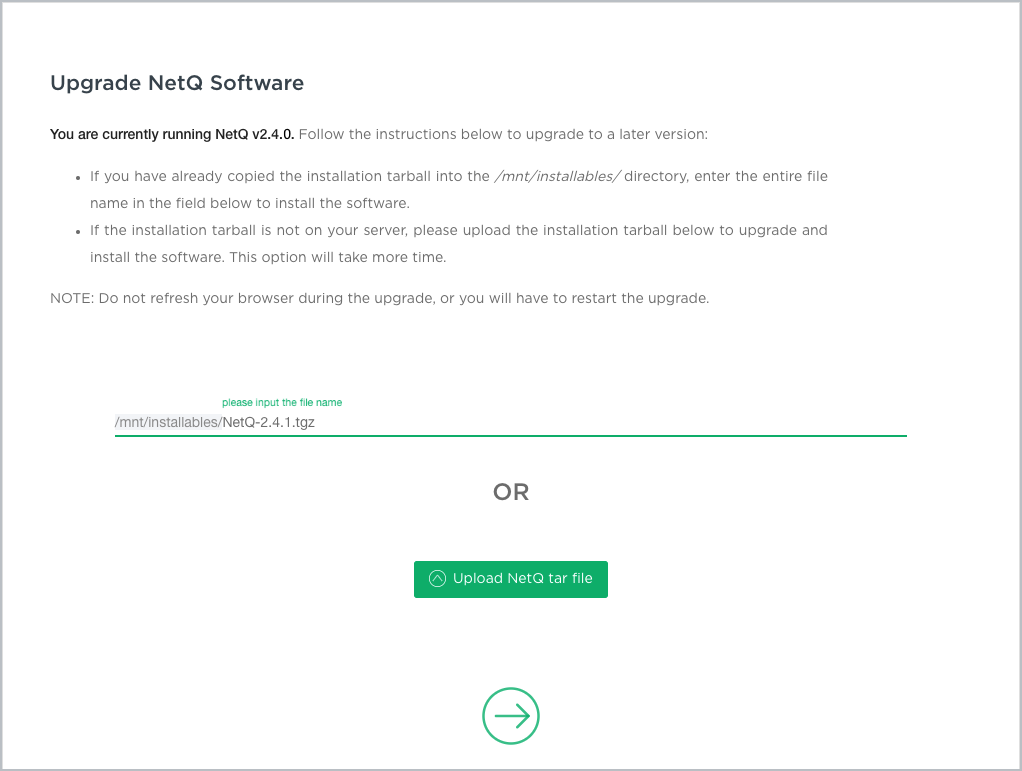 Upgrade NetQ Software
You are currently running NetQ v2.4.0. Follow the instructions below to upgrade to a later version:
If you have already copied the installation tarball into the /mnt/installables/ directory, enter the entire file
name in the field below to install the software.
If the installation tarball is not on your server, please upload the installation tarball below to upgrade and
install the software. This option will take more time.
NOTE: Do not refresh your browser during the upgrade, or you will have to restart the upgrade.
please input the file name
/mnt/installables/NetQ-2.4.1.tgz
OR
Upload NetQ tar file